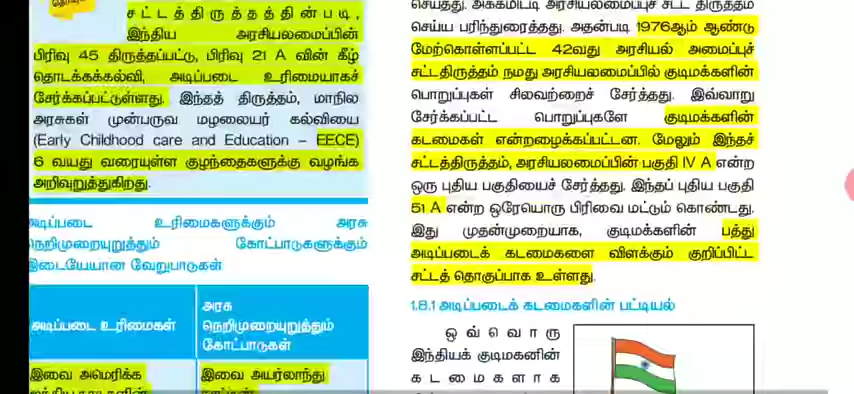 சட்டத்திருத்தத்தின்படி,
இந்திய அரசியலமைப்பின்
பிரிவு 45 திருத்தப்பட்டு, பிரிவு 21 A வின் கீழ்
தொடக்கக்கல்வி, அடிப்படை உரிமையாகச்
சேர்க்கப்பட்டுள்ளது. இந்தத் திருத்தம், மாநில
அரசுகள் முன்பருவ மழலையர் கல்வியை
(Early Childhood care and Education – EECE)
6 வயது வரையுள்ள குழந்தைகளுக்கு வழங்க
அறிவுறுத்துகிறது.
அடிப்படை உரிமைகளுக்கும் அரசு
நெறிமுறையுறுத்தும் கோட்பாடுகளுக்கும்
இடையேயான வேறுபாடுகள்
அடிப்படை உரிமைகள்
அரசு
நெறிமுறையுறுத்தும்
கோட்பாடுகள்
இவை அமெரிக்க
இவை அயர்லாந்து
செய்தது. அக்கமிட்டி அரசியலமைப்புச் சட்ட திருத்தம்
செய்ய பரிந்துரைத்தது. அதன்படி 1976ஆம் ஆண்டு
மேற்கொள்ளப்பட்ட 42வது அரசியல் அமைப்புச்
சட்டதிருத்தம் நமது அரசியலமைப்பில் குடிமக்களின்
பொறுப்புகள் சிலவற்றைச் சேர்த்தது. இவ்வாறு
சேர்க்கப்பட்ட பொறுப்புகளே குடிமக்களின்
கடமைகள் என்றழைக்கப்பட்டன. மேலும் இந்தச்
சட்டத்திருத்தம், அரசியலமைப்பின் பகுதி IV A என்ற
ஒரு புதிய பகுதியைச் சேர்த்தது. இந்தப் புதிய பகுதி
51 A என்ற ஒரேயொரு பிரிவை மட்டும் கொண்டது.
இது முதன்முறையாக, குடிமக்களின் பத்து
அடிப்படைக் கடமைகளை விளக்கும் குறிப்பிட்ட
சட்டத் தொகுப்பாக உள்ளது.
1.8.1 அடிப்படைக் கடமைகளின் பட்டியல்
ஒவ்வொரு
இந்தியக் குடிமகனின்
கடமைகளாக